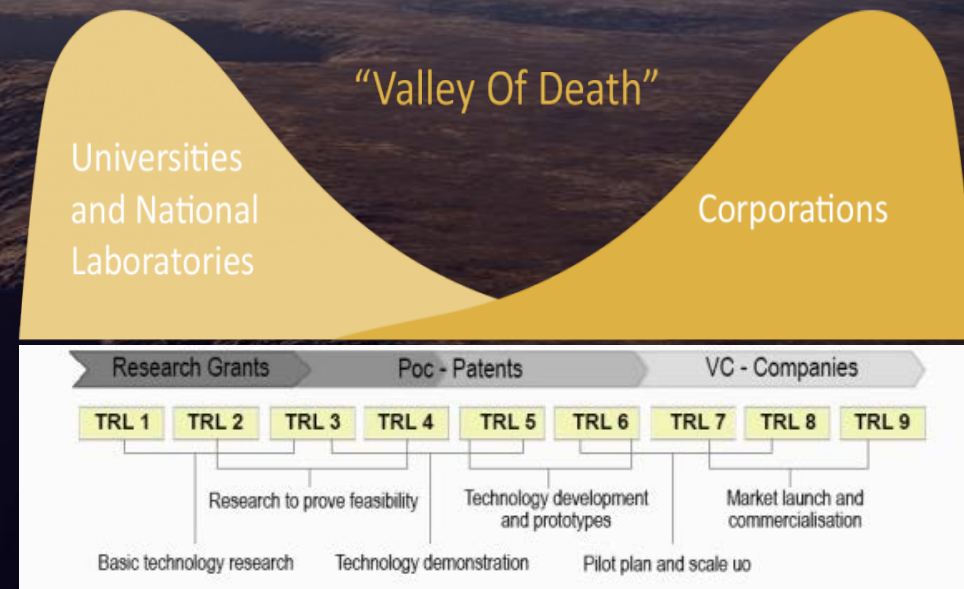 “Valley Of Death”
Universities
and National
Laboratories
Corporations
Research Grants
Poc - Patents
VC - Companies
TRL 1
TRL 2
TRL 3
TRL 4
TRL 5
TRL 6
TRL 7
TRL 8
TRL 9
Research to prove feasibility
Technology development
and prototypes
Market launch and
commercialisation
Basic technology research
Technology demonstration
Pilot plan and scale uo